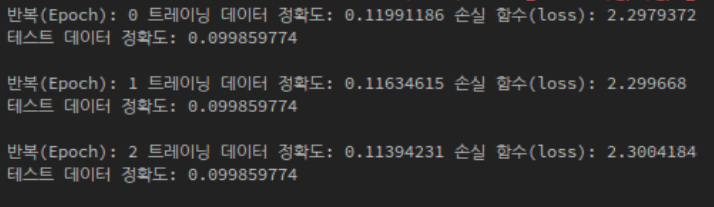 반복(Epoch): 0 트레이닝 데이터 정확도: 0.11991186 손실 함수(loss): 2.2979372
테스트 데이터 정확도: 0.099859774
반복(Epoch): 1 트레이닝 데이터 정확도: 0.11634615 손실 함수(loss): 2.299668
테스트 데이터 정확도: 0.099859774
반복(Epoch): 2 트레이닝 데이터 정확도: 0.11394231 손실 함수(loss): 2.3004184
테스트 데이터 정확도: 0.099859774